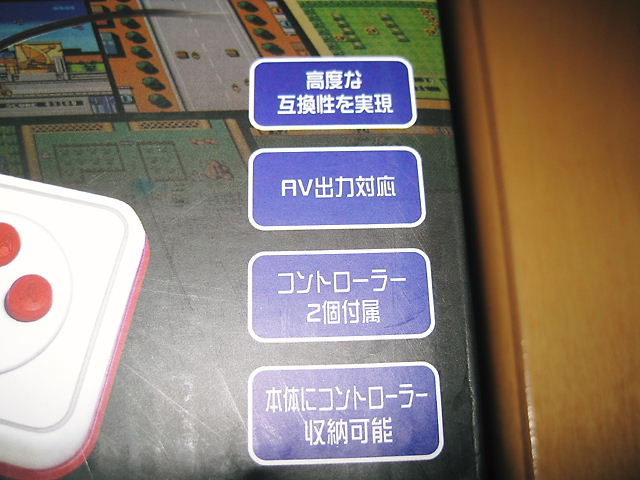 高度な
互換性を実現
AV出力対応
コントローラー
2個付属
本体にコントローラー
収納可能